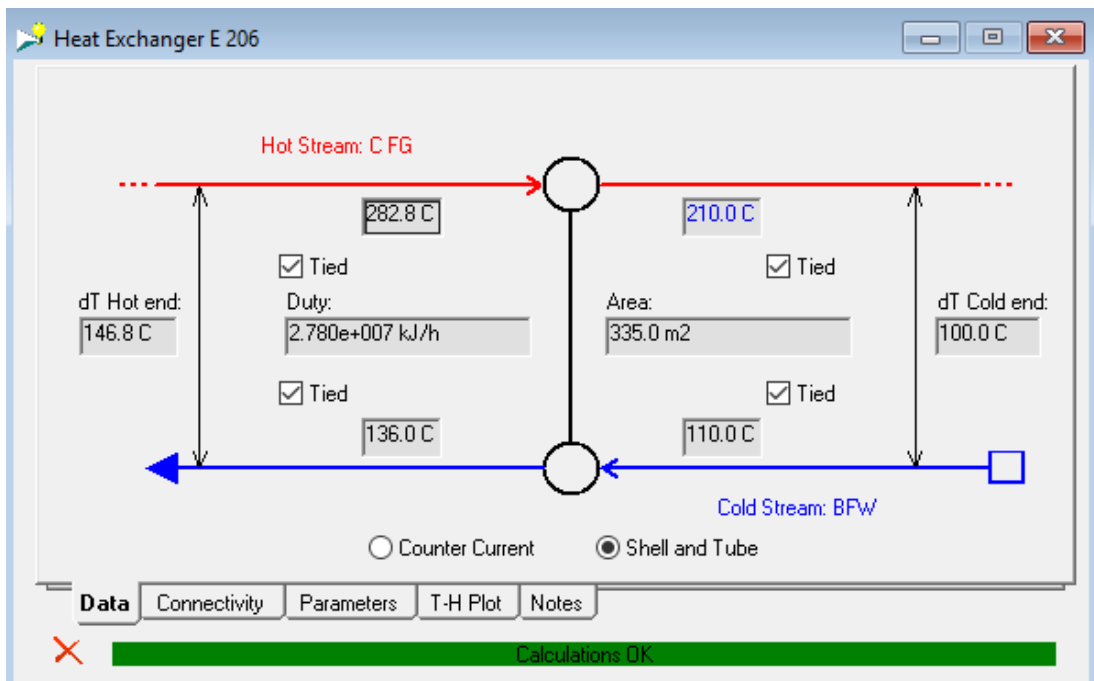 Heat Exchanger E 206
Hot Stream: C FG
282.8 C
210.0 C
Tied
Tied
dT Hot end:
Duty:
Area:
dT Cold end:
146.8 C
2.780e+007 kJ/h
335.0 m2
100.0 C
Tied
Tied
136.0 C
110.0 C
Cold Stream: BFW
Counter Current
Shell and Tube
Data
Connectivity
Parameters
T-H Plot
Notes
Calculations OK